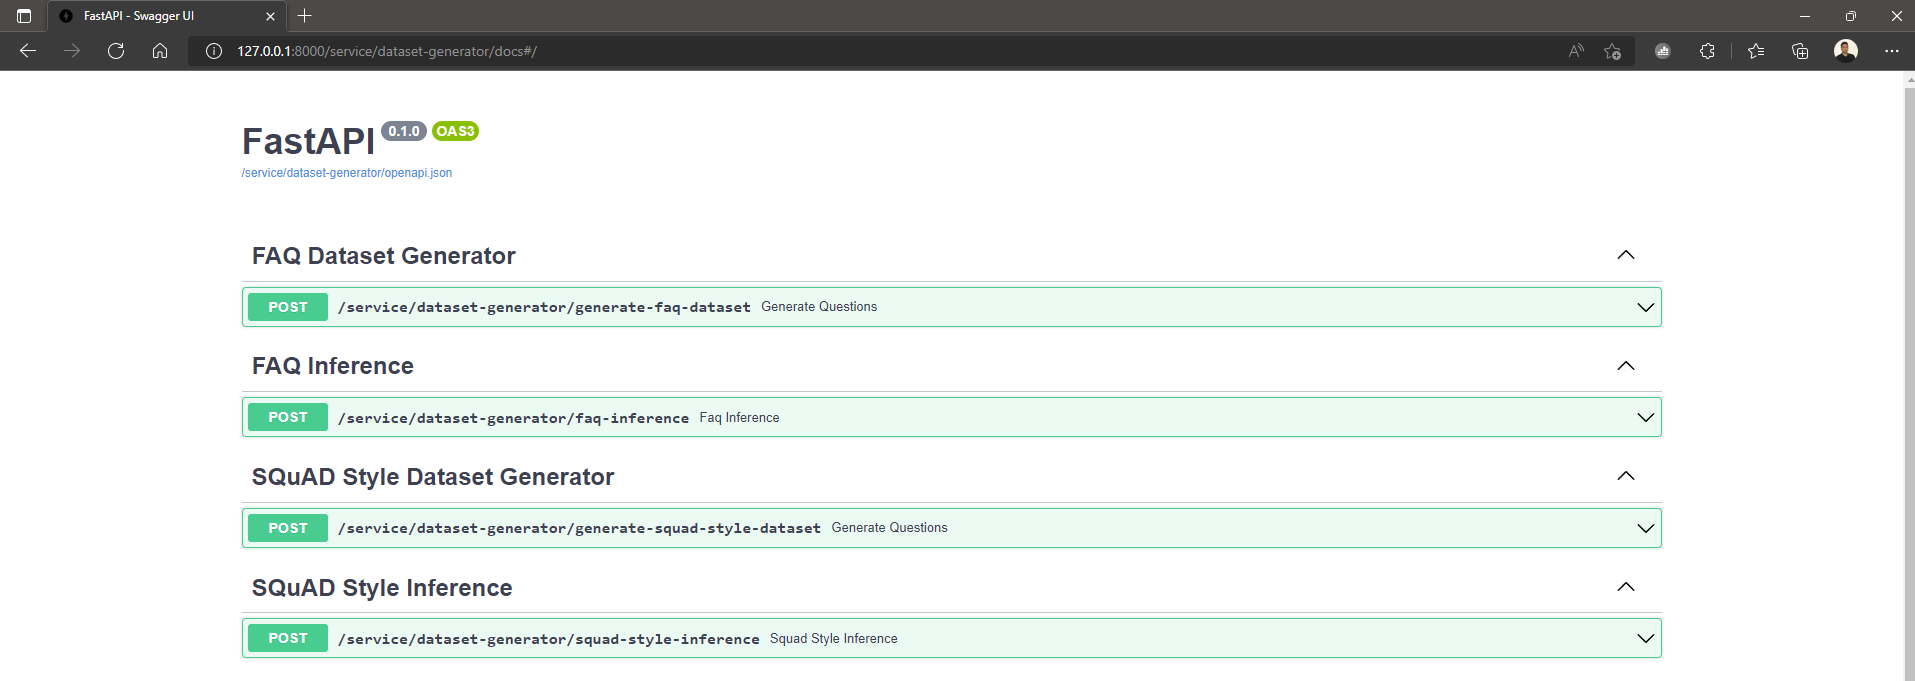 FastAPI - Swagger UI
127.0.0.1:8000/service/dataset-generator/docs#/
FastAPI 0.1.0 OAS3
/service/dataset-generator/openapi.json
FAQ Dataset Generator
POST /service/dataset-generator/generate-faq-dataset Generate Questions
FAQ Inference
POST /service/dataset-generator/faq-inference Faq Inference
SQuAD Style Dataset Generator
POST /service/dataset-generator/generate-squad-style-dataset Generate Questions
SQuAD Style Inference
POST /service/dataset-generator/squad-style-inference Squad Style Inference